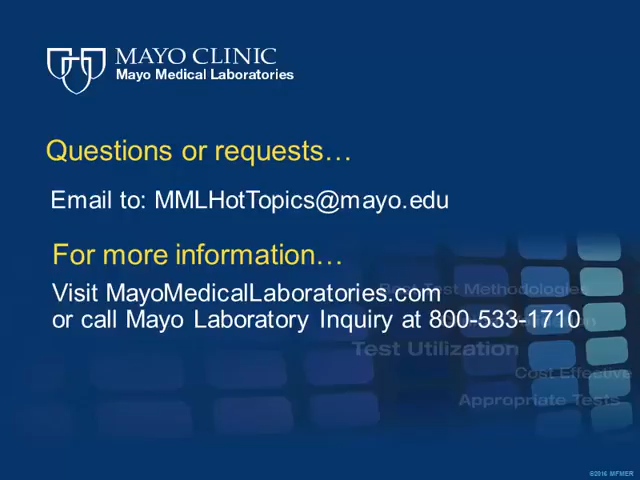 MAYO CLINIC
Mayo Medical Laboratories
Questions or requests…
Email to: MMLHotTopics@mayo.edu
For more information…
Best Test Methodologies
Visit MayoMedicalLaboratories.com
or call Mayo Laboratory Inquiry at 800-533-1710
Test Utilization
Cost Effective
Appropriate Tests
©2016 MFMER